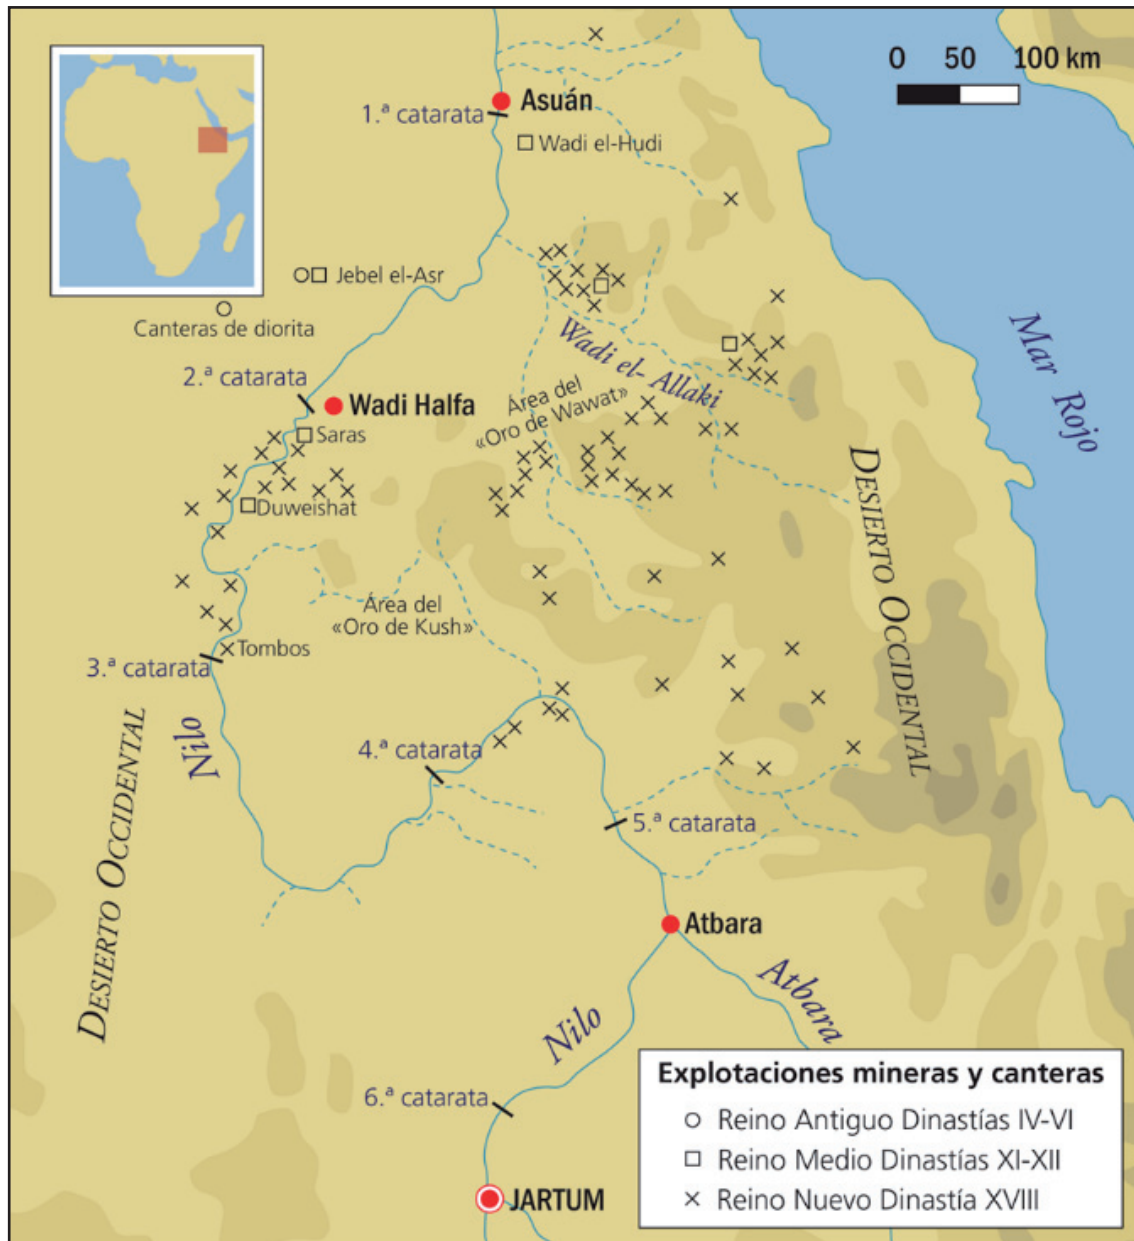 0 50 100 km
Asuán
1.ª catarata
Wadi el-Hudi
Jebel el-Asr
Canteras de diorita
Mar Rojo
Wadi el- Allaki
2.ª catarata
Wadi Halfa
Área del
«Oro de Wawat»
Saras
Duweishat
DESIERTO OCCIDENTAL
Área del
«Oro de Kush»
Tombos
3.ª catarata
Nilo
DESIERTO OCCIDENTAL
4.ª catarata
5.ª catarata
Atbara
Atbara
Nilo
6.ª catarata
JARTUM
Explotaciones mineras y canteras
Reino Antiguo Dinastías IV-VI
Reino Medio Dinastías XI-XII
Reino Nuevo Dinastía XVIII